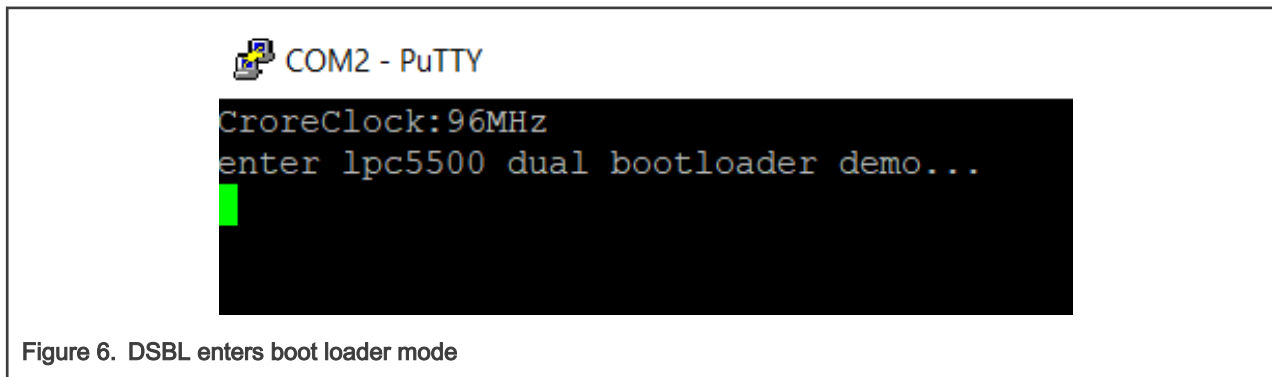 COM2 - PuTTY
CroreClock:96MHz
enter lpc5500 dual bootloader demo...
Figure 6. DSBL enters boot loader mode